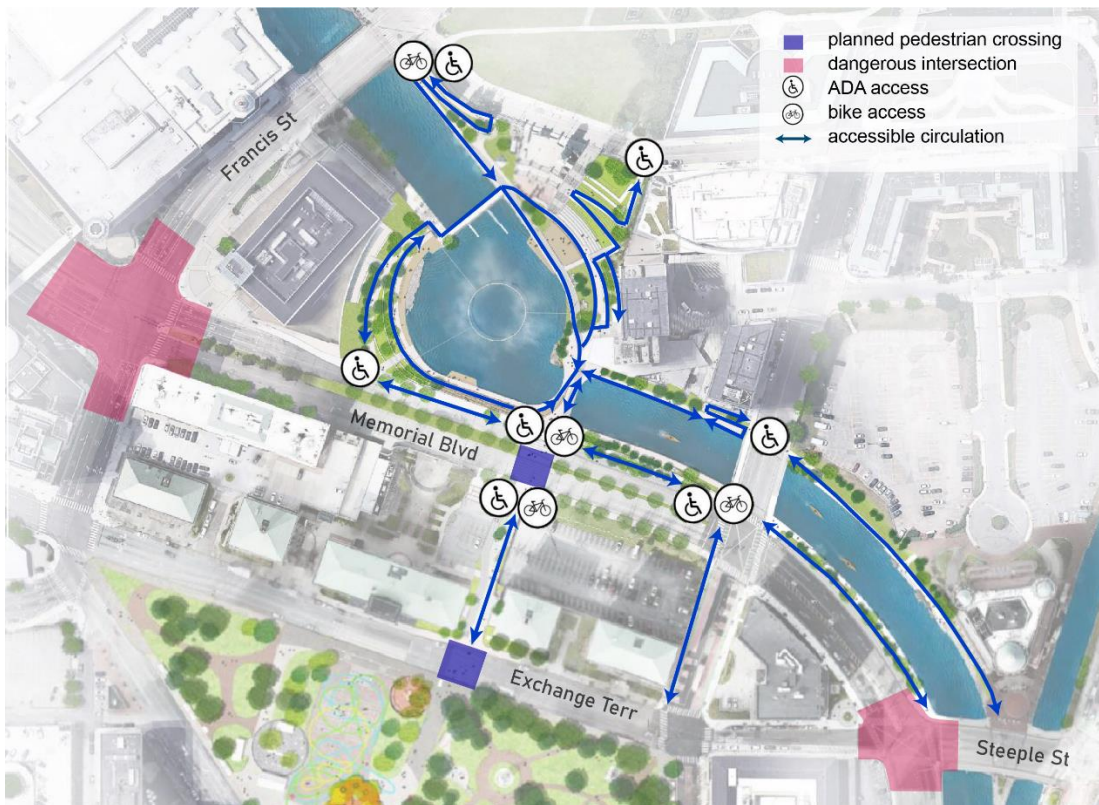 planned pedestrian crossing
dangerous intersection
ADA access
bike access
accessible circulation
Francis St
Memorial Blvd
Exchange Terr
Steeple St